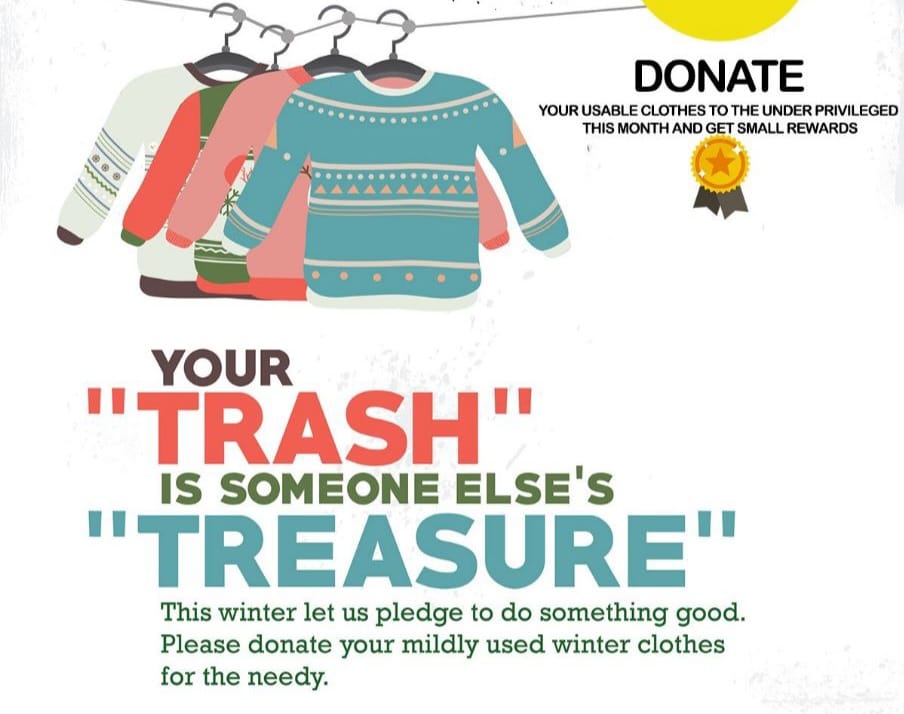 DONATE
YOUR USABLE CLOTHES TO THE UNDER PRIVILEGED
THIS MONTH AND GET SMALL REWARDS
YOUR
"TRASH"
IS SOMEONE ELSE'S
"TREASURE"
This winter let us pledge to do something good.
Please donate your mildly used winter clothes
for the needy.